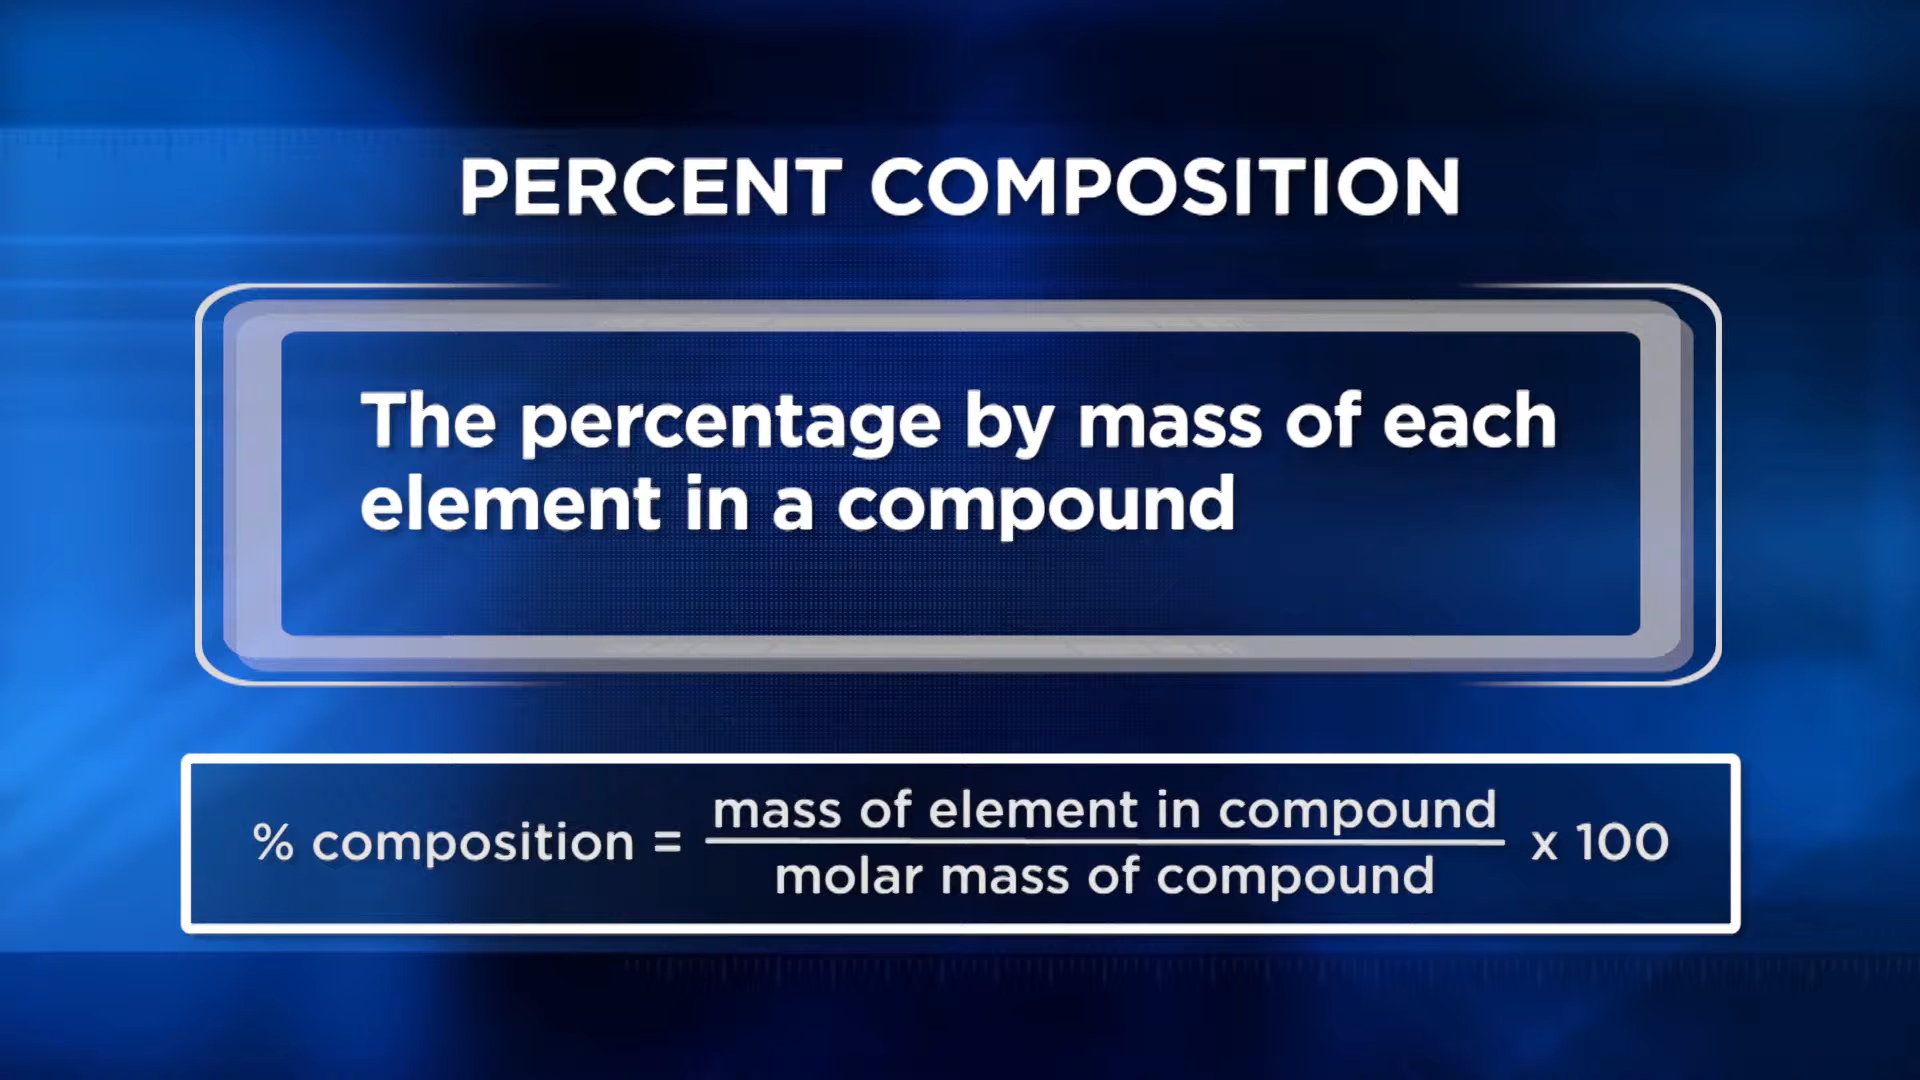 PERCENT COMPOSITION
The percentage by mass of each
element in a compound
% composition = mass of element in compound / molar mass of compound x 100